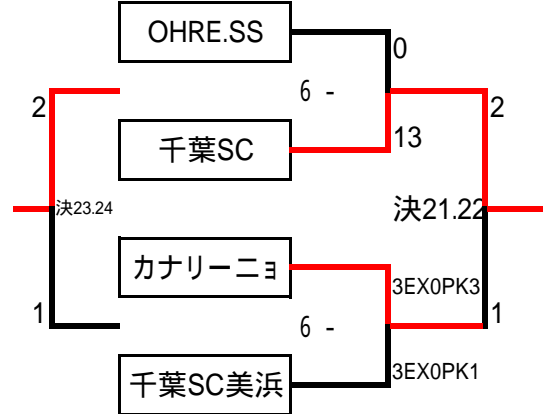 OHRE.SS
0
6 -
2
2
13
千葉SC
決23.24
決21.22
カナリーニョ
3EX0PK3
1
1
6 -
3EX0PK1
千葉SC美浜